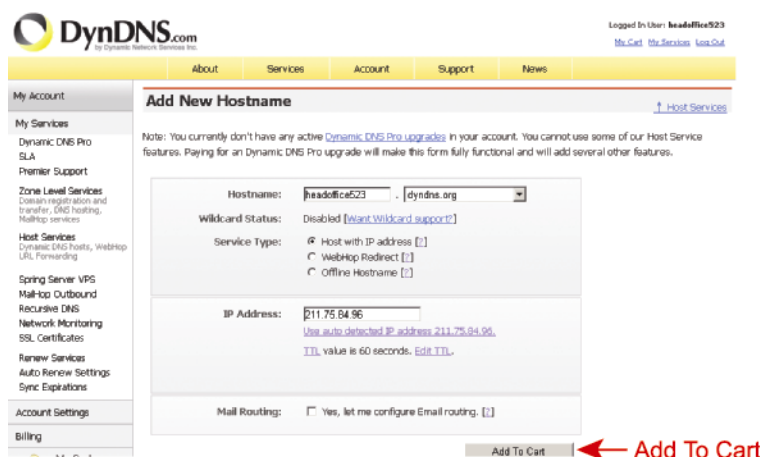 DynDNS.com
by Dynamic Network Services Inc.
Logged In User: headoffice523
My Cart My Services Log Out
About Services Account Support News
My Account
My Services
Dynamic DNS Pro
SLA
Premier Support
Zone Level Services
Domain registration and
transfer, DNS hosting,
MailHop services
Host Services
Dynamic DNS hosts, WebHop
URL Forwarding
Spring Server VPS
MailHop Outbound
Recursive DNS
Network Monitoring
SSL Certificates
Renew Services
Auto Renew Settings
Sync Expirations
Account Settings
Billing
Add New Hostname
↑ Host Services
Note: You currently don't have any active Dynamic DNS Pro upgrades in your account. You cannot use some of our Host Service
features. Paying for an Dynamic DNS Pro upgrade will make this form fully functional and will add several other features.
Hostname: headoffice523 . dyndns.org
Wildcard Status: Disabled [Want Wildcard support?]
Service Type: Host with IP address [?]
WebHop Redirect [?]
Offline Hostname [?]
IP Address: 211.75.84.96
Use auto detected IP address 211.75.84.96.
TTL value is 60 seconds. Edit TTL.
Mail Routing: Yes, let me configure Email routing. [?]
Add To Cart
Add To Cart